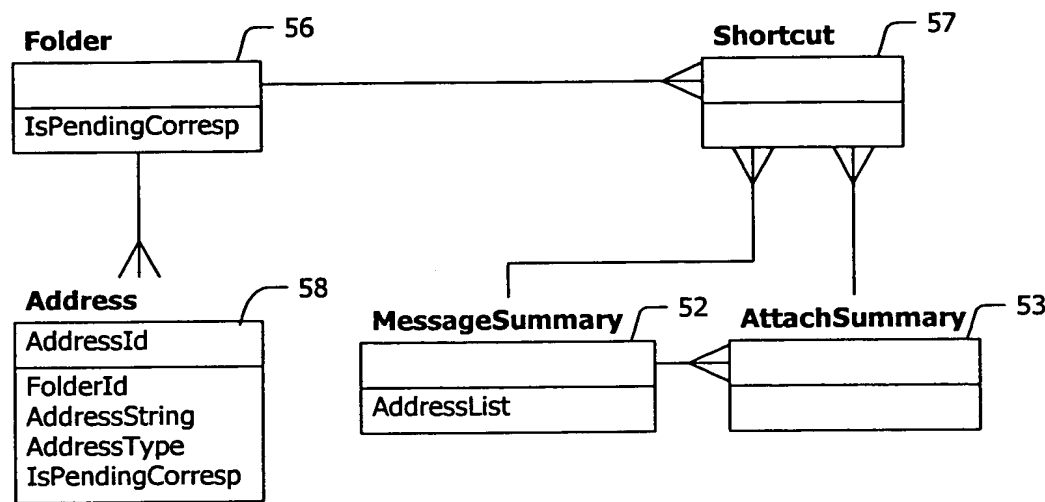 Folder
56
IsPendingCorresp
Shortcut
57
Address
58
AddressId
FolderId
AddressString
AddressType
IsPendingCorresp
MessageSummary
52
AddressList
AttachSummary
53